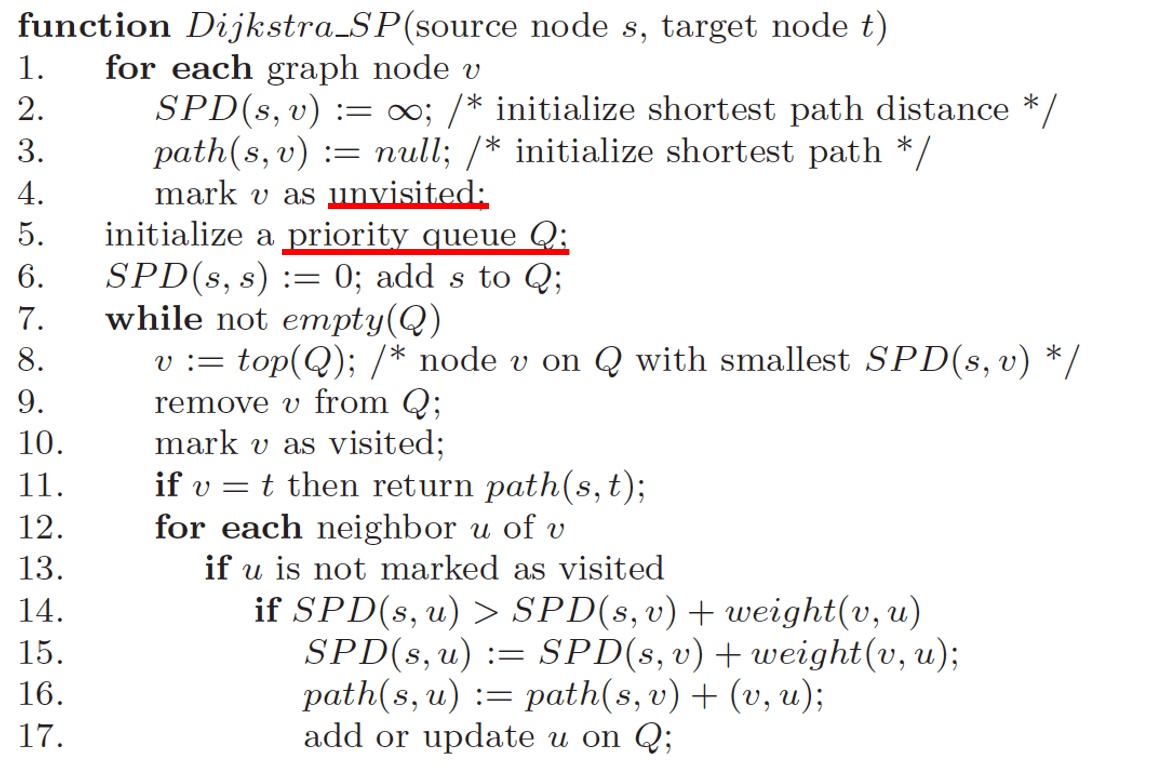 function Dijkstra_SP(source node s, target node t)
1. for each graph node v
2. SPD(s, v) := ∞; /* initialize shortest path distance */
3. path(s, v) := null; /* initialize shortest path */
4. mark v as unvisited;
5. initialize a priority queue Q;
6. SPD(s, s) := 0; add s to Q;
7. while not empty(Q)
8. v := top(Q); /* node v on Q with smallest SPD(s, v) */
9. remove v from Q;
10. mark v as visited;
11. if v = t then return path(s, t);
12. for each neighbor u of v
13. if u is not marked as visited
14. if SPD(s, u) > SPD(s, v) + weight(v, u)
15. SPD(s, u) := SPD(s, v) + weight(v, u);
16. path(s, u) := path(s, v) + (v, u);
17. add or update u on Q;